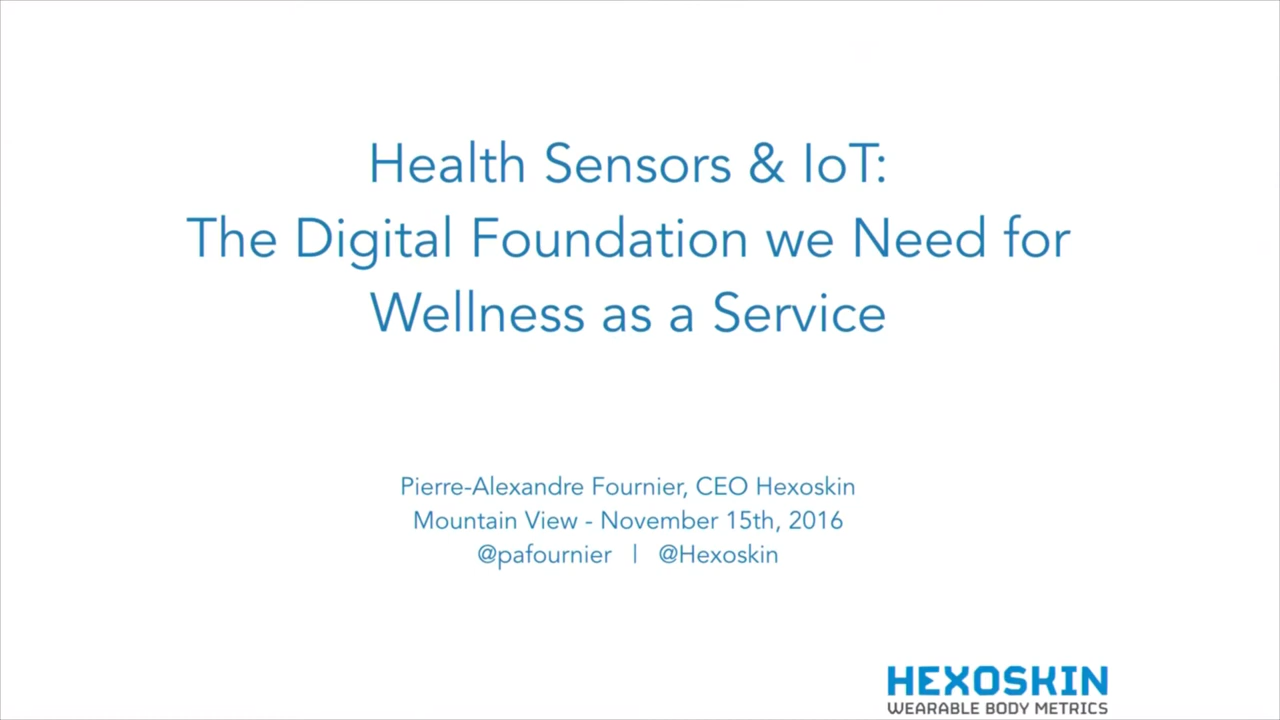 Health Sensors & IoT:
The Digital Foundation we Need for
Wellness as a Service
Pierre-Alexandre Fournier, CEO Hexoskin
Mountain View - November 15th, 2016
@pafournier | @Hexoskin
HEXOSKIN
WEARABLE BODY METRICS